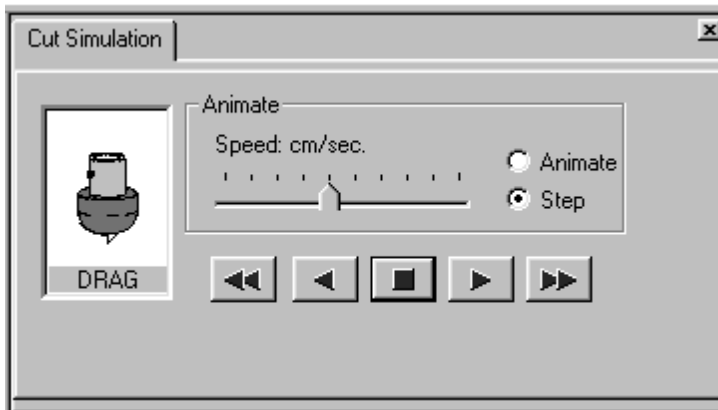 Cut Simulation
Animate
Speed: cm/sec.
Animate
Step
DRAG